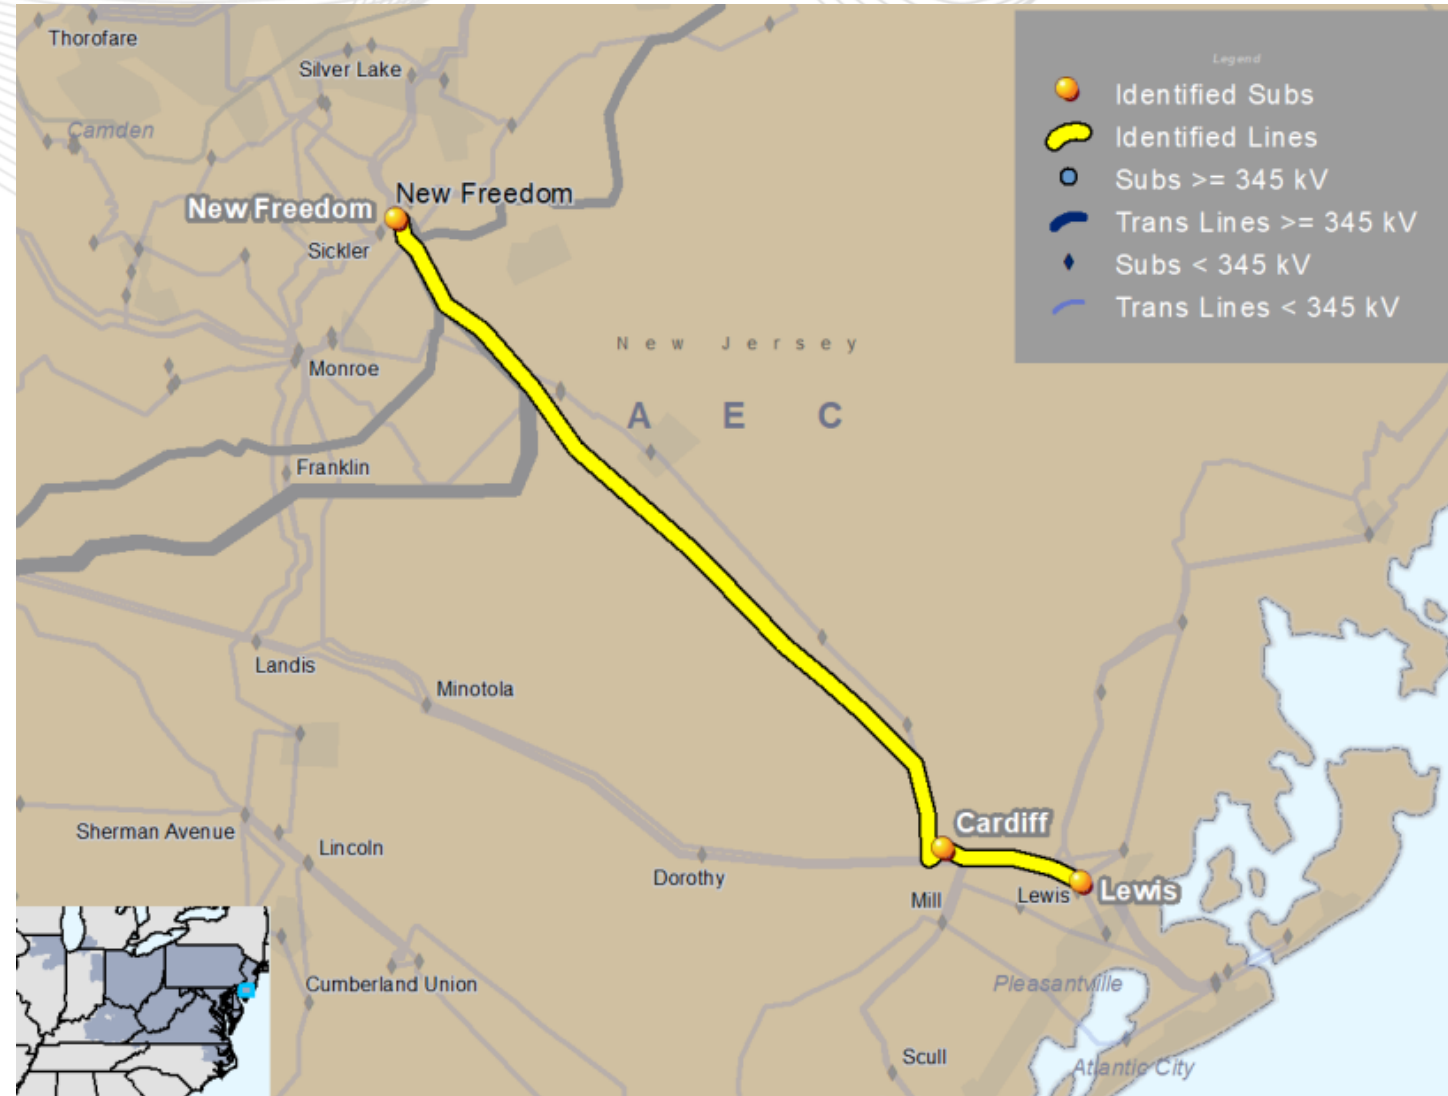 Thorofare
Silver Lake
Camden
New Freedom
New Freedom
Sickler
Monroe
Franklin
New Jersey
A E C
Landis
Minotola
Sherman Avenue
Lincoln
Dorothy
Cardiff
Mill
Lewis
Lewis
Cumberland Union
Pleasantville
Scull
Atlantic City
Legend
Identified Subs
Identified Lines
Subs >= 345 kV
Trans Lines >= 345 kV
Subs < 345 kV
Trans Lines < 345 kV